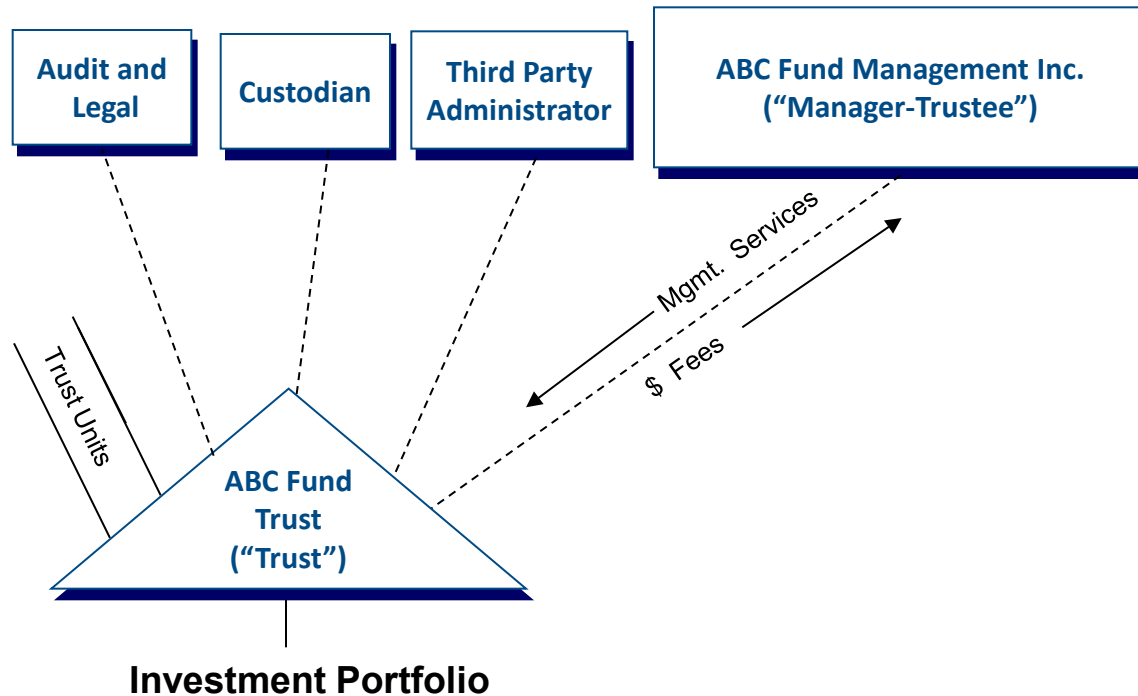 Audit and
Legal
Custodian
Third Party
Administrator
ABC Fund Management Inc.
(“Manager-Trustee”)
Mgmt. Services
$ Fees
Trust Units
ABC Fund
Trust
(“Trust”)
Investment Portfolio